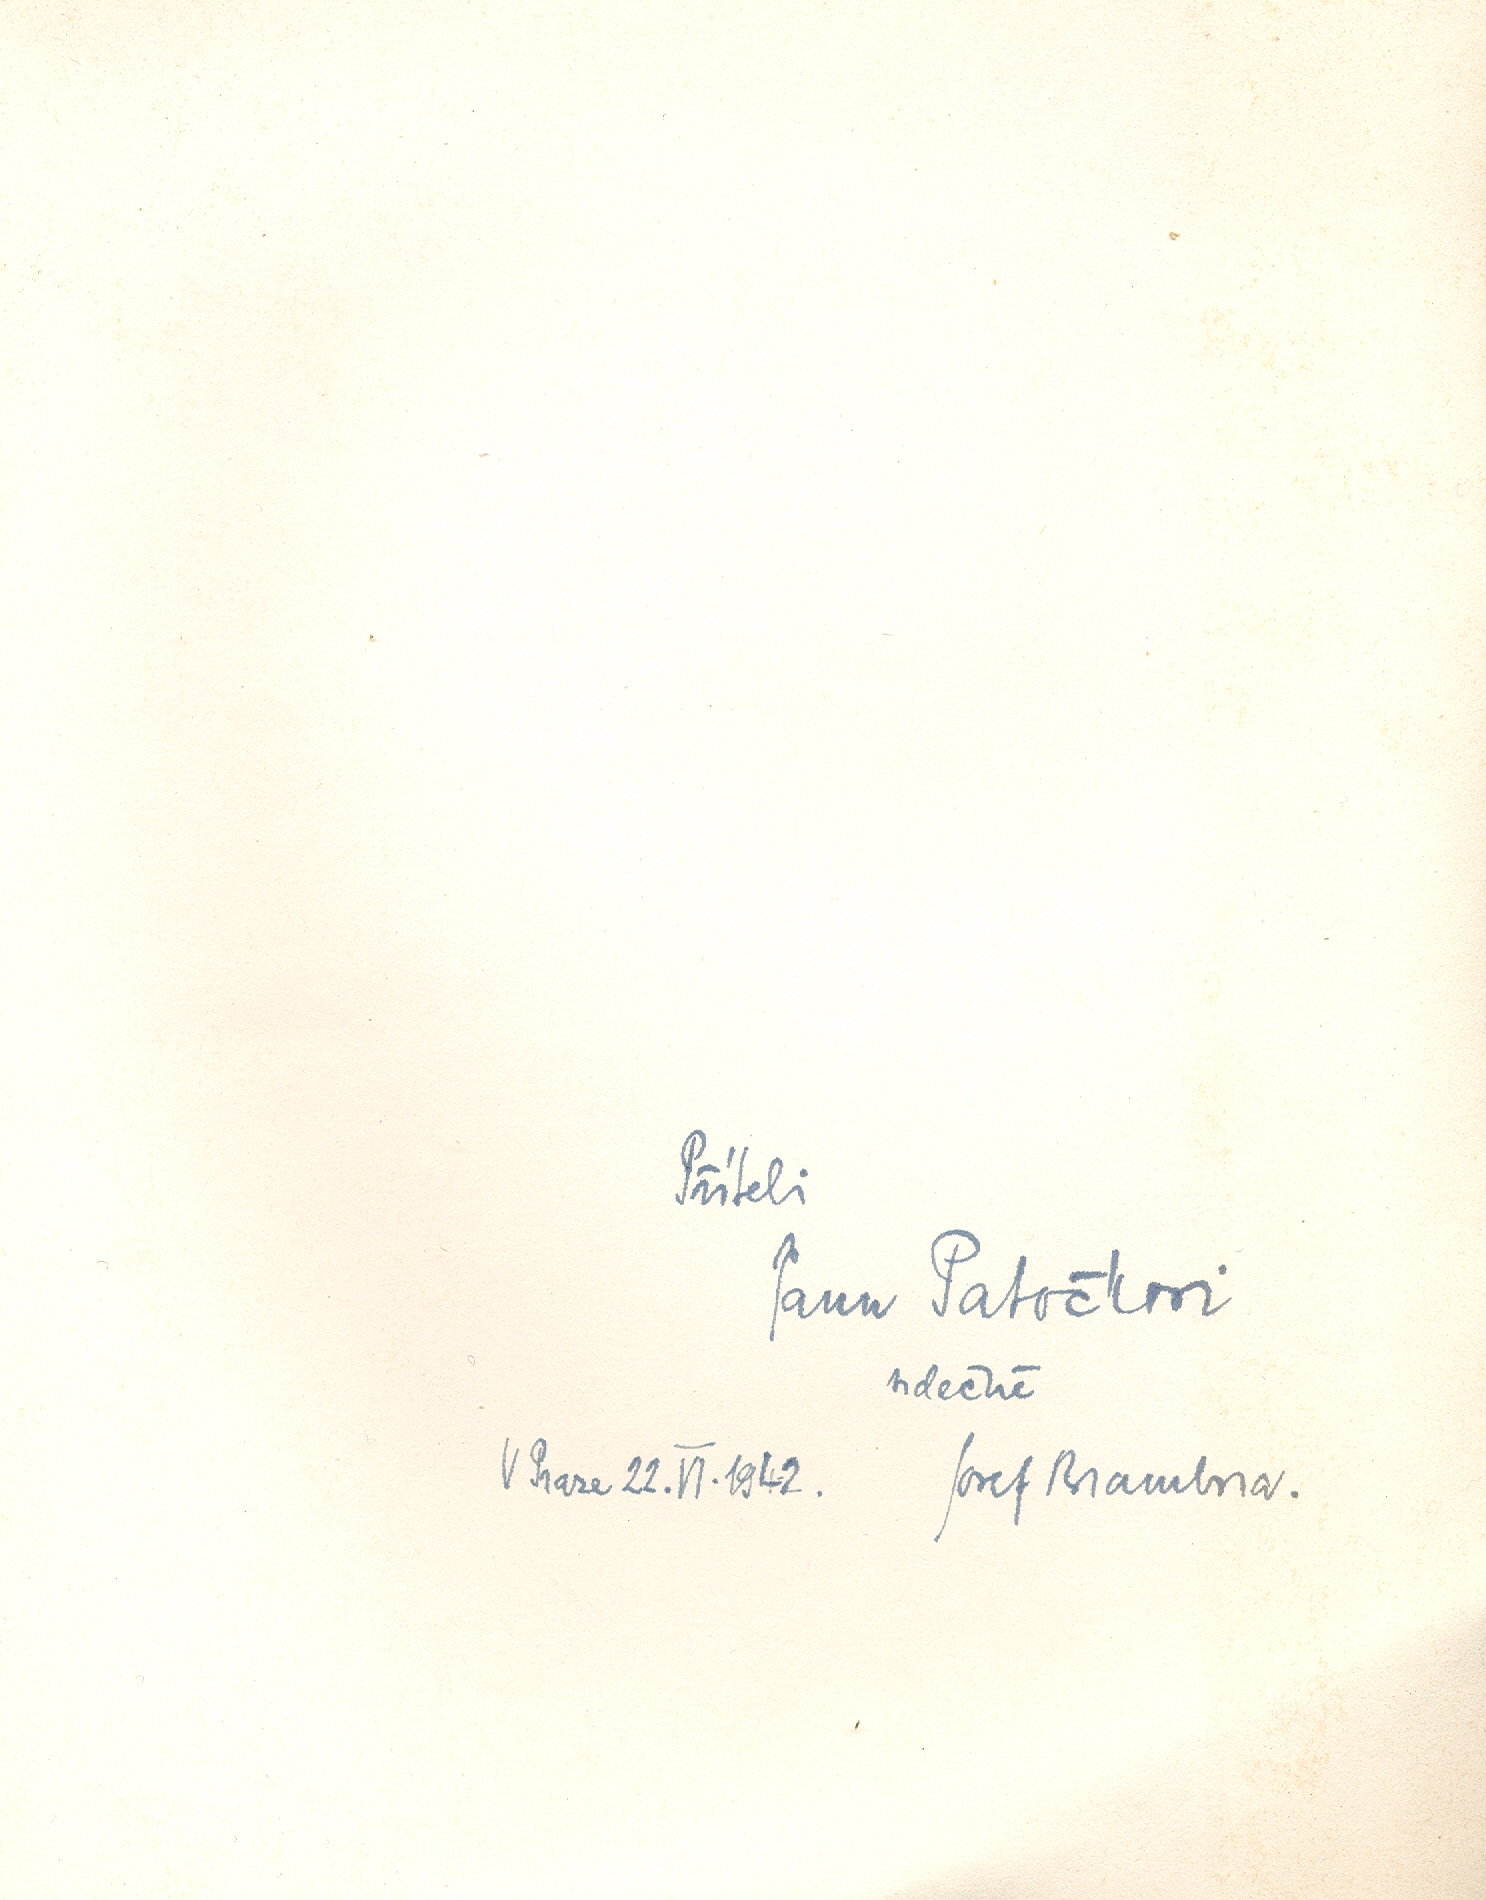 Příteli
Janu Patočkovi
srdečně
V Praze 22. VI. 1942.
Josef Brambora.